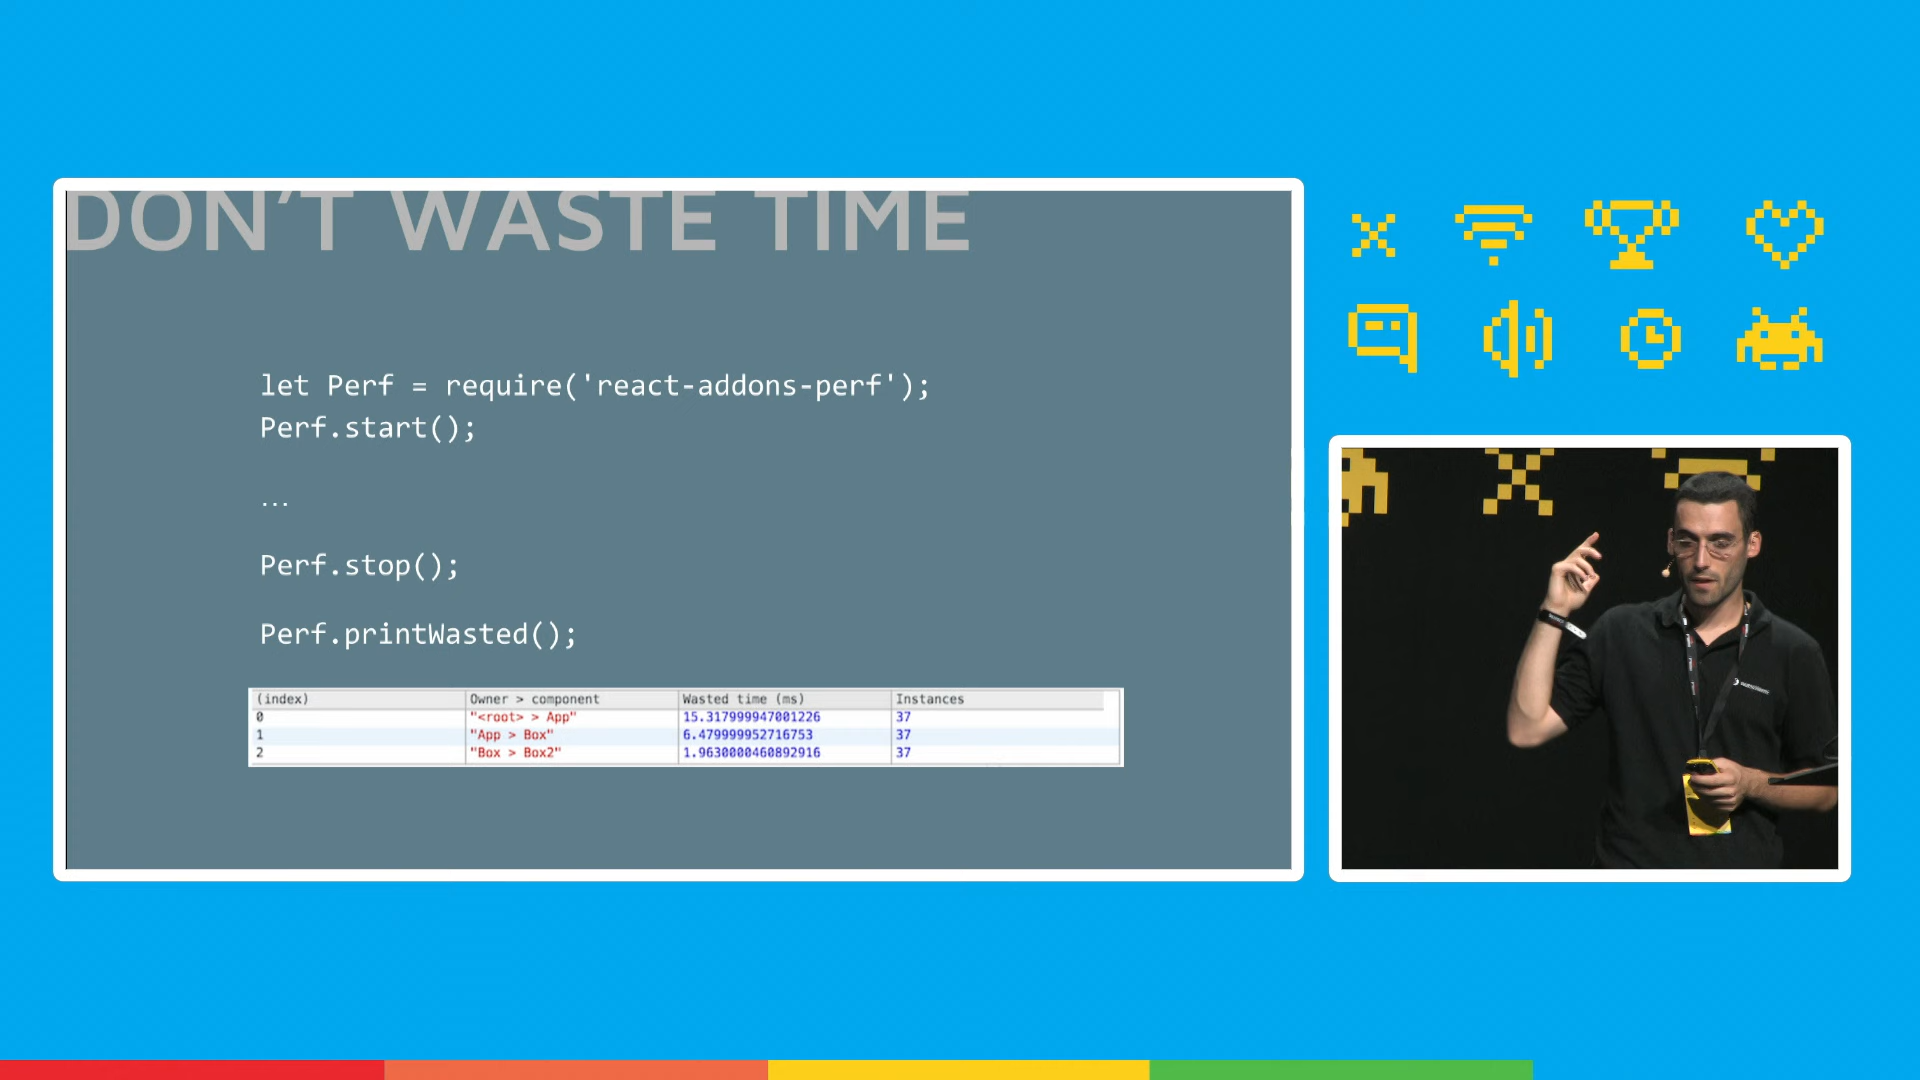 DON'T WASTE TIME
let Perf = require('react-addons-perf');
Perf.start();
...
Perf.stop();
Perf.printWasted();
(index) Owner > component Wasted time (ms) Instances
0 "<root> > App" 15.317999947001226 37
1 "App > Box" 6.479999952716753 37
2 "Box > Box2" 1.9630000460892916 37